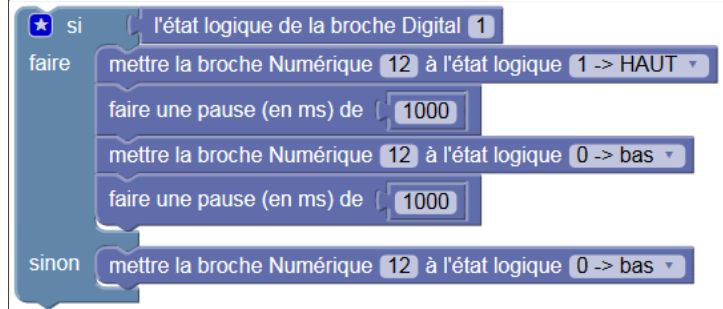 si l'état logique de la broche Digital 1
faire mettre la broche Numérique 12 à l'état logique 1 -> HAUT
faire une pause (en ms) de 1000
mettre la broche Numérique 12 à l'état logique 0 -> bas
faire une pause (en ms) de 1000
sinon mettre la broche Numérique 12 à l'état logique 0 -> bas